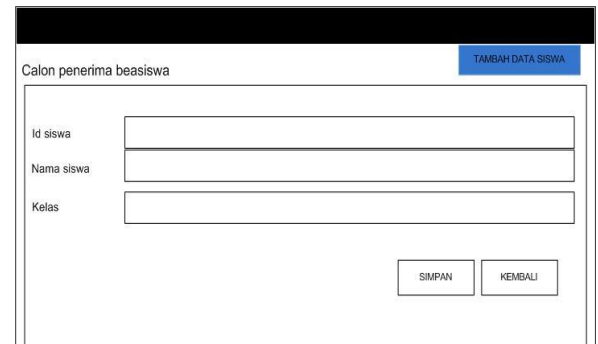 TAMBAH DATA SISWA
Calon penerima beasiswa
Id siswa
Nama siswa
Kelas
SIMPAN KEMBALI